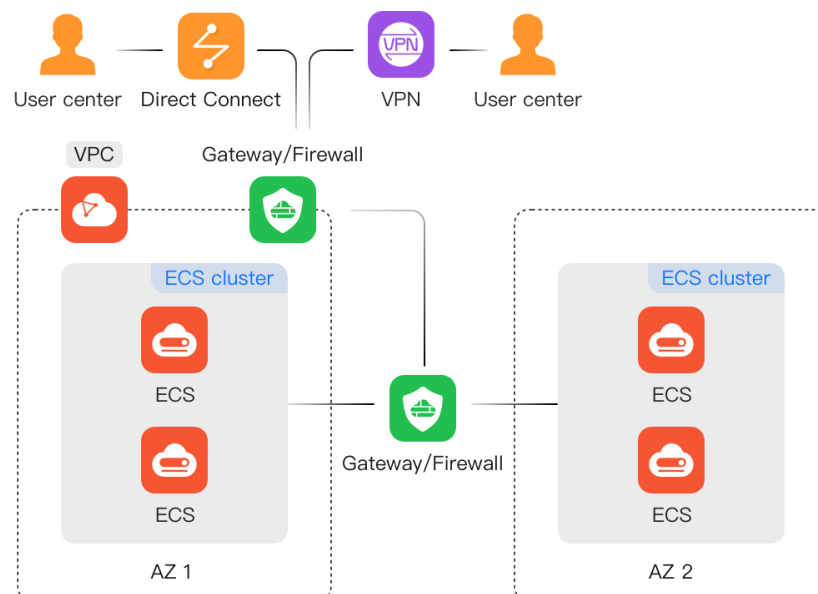 VPN
User center
Direct Connect
VPN
User center
VPC
Gateway/Firewall
ECS cluster
ECS cluster
ECS
ECS
Gateway/Firewall
ECS
ECS
AZ 1
AZ 2